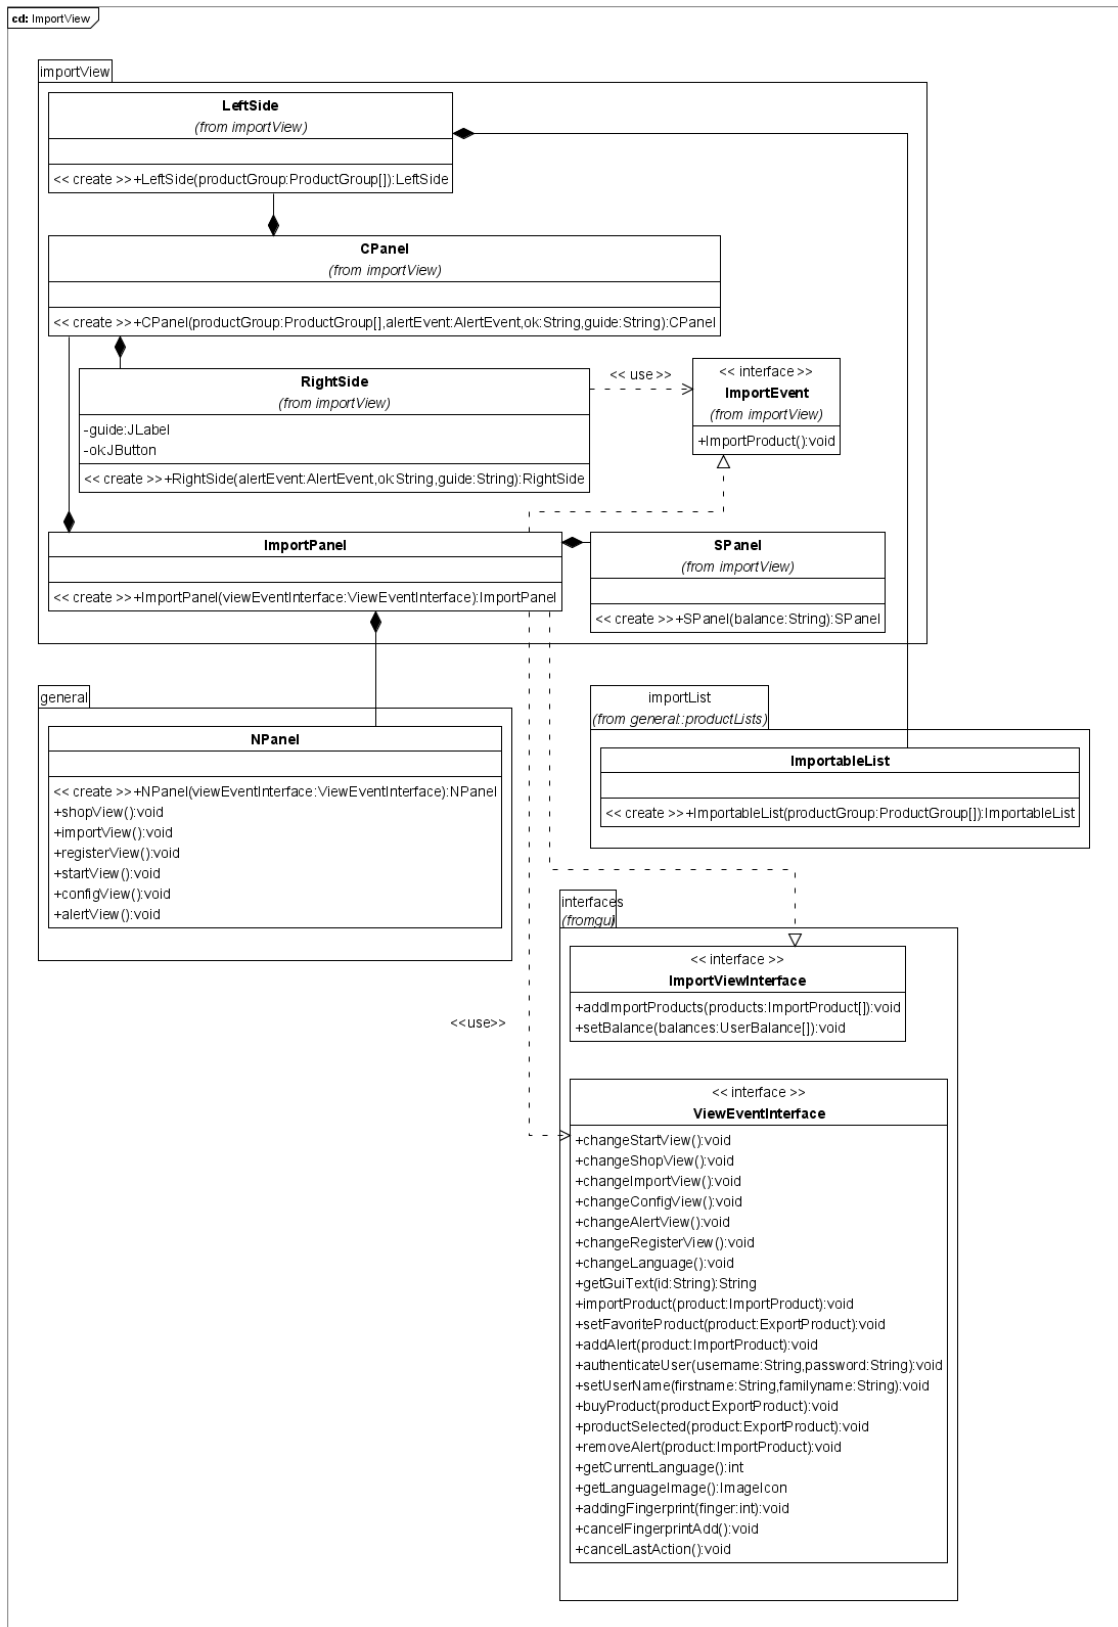 cd: ImportView
importView
LeftSide
(from importView)
<< create >>+LeftSide(productGroup:ProductGroup[]):LeftSide
CPanel
(from importView)
<< create >>+CPanel(productGroup:ProductGroup[],alertEvent:AlertEvent,ok:String,guide:String):CPanel
RightSide
(from importView)
-guide:JLabel
-ok:JButton
<< create >>+RightSide(alertEvent:AlertEvent,ok:String,guide:String):RightSide
<< use >>
<< interface >>
ImportEvent
(from importView)
+ImportProduct():void
ImportPanel
<< create >>+ImportPanel(viewEventInterface:ViewEventInterface):ImportPanel
SPanel
(from importView)
<< create >>+SPanel(balance:String):SPanel
general
NPanel
<< create >>+NPanel(viewEventInterface:ViewEventInterface):NPanel
+shopView():void
+importView():void
+registerView():void
+startView():void
+configView():void
+alertView():void
importList
(from general::productLists)
ImportableList
<< create >>+ImportableList(productGroup:ProductGroup[]):ImportableList
<<use>>
interfaces
(fromgui)
<< interface >>
ImportViewInterface
+addImportProducts(products:ImportProduct[]):void
+setBalance(balances:UserBalance[]):void
<< interface >>
ViewEventInterface
+changeStartView():void
+changeShopView():void
+changeImportView():void
+changeConfigView():void
+changeAlertView():void
+changeRegisterView():void
+changeLanguage():void
+getGuiText(id:String):String
+importProduct(product:ImportProduct):void
+setFavoriteProduct(product:ExportProduct):void
+addAlert(product:ImportProduct):void
+authenticateUser(username:String,password:String):void
+setUserName(firstname:String,familyname:String):void
+buyProduct(product:ExportProduct):void
+productSelected(product:ExportProduct):void
+removeAlert(product:ImportProduct):void
+getCurrentLanguage():int
+getLanguageImage():ImageIcon
+addingFingerprint(finger:int):void
+cancelFingerprintAdd():void
+cancelLastAction():void